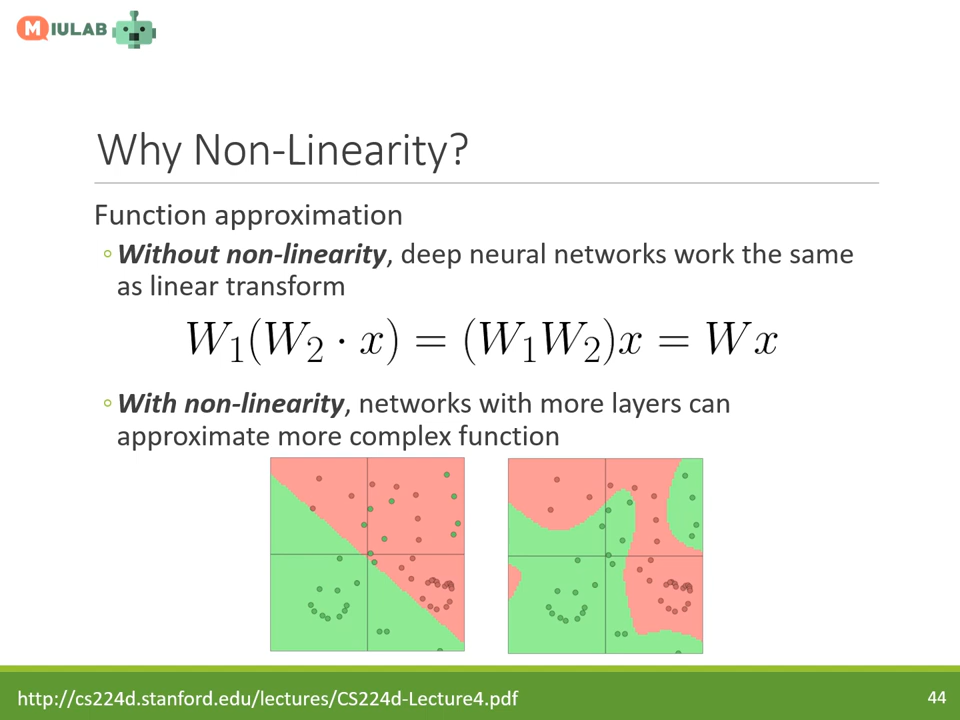 MIULAB
Why Non-Linearity?
Function approximation
◦Without non-linearity, deep neural networks work the same
as linear transform
W₁(W₂ · x) = (W₁W₂)x = Wx
◦With non-linearity, networks with more layers can
approximate more complex function
http://cs224d.stanford.edu/lectures/CS224d-Lecture4.pdf
44